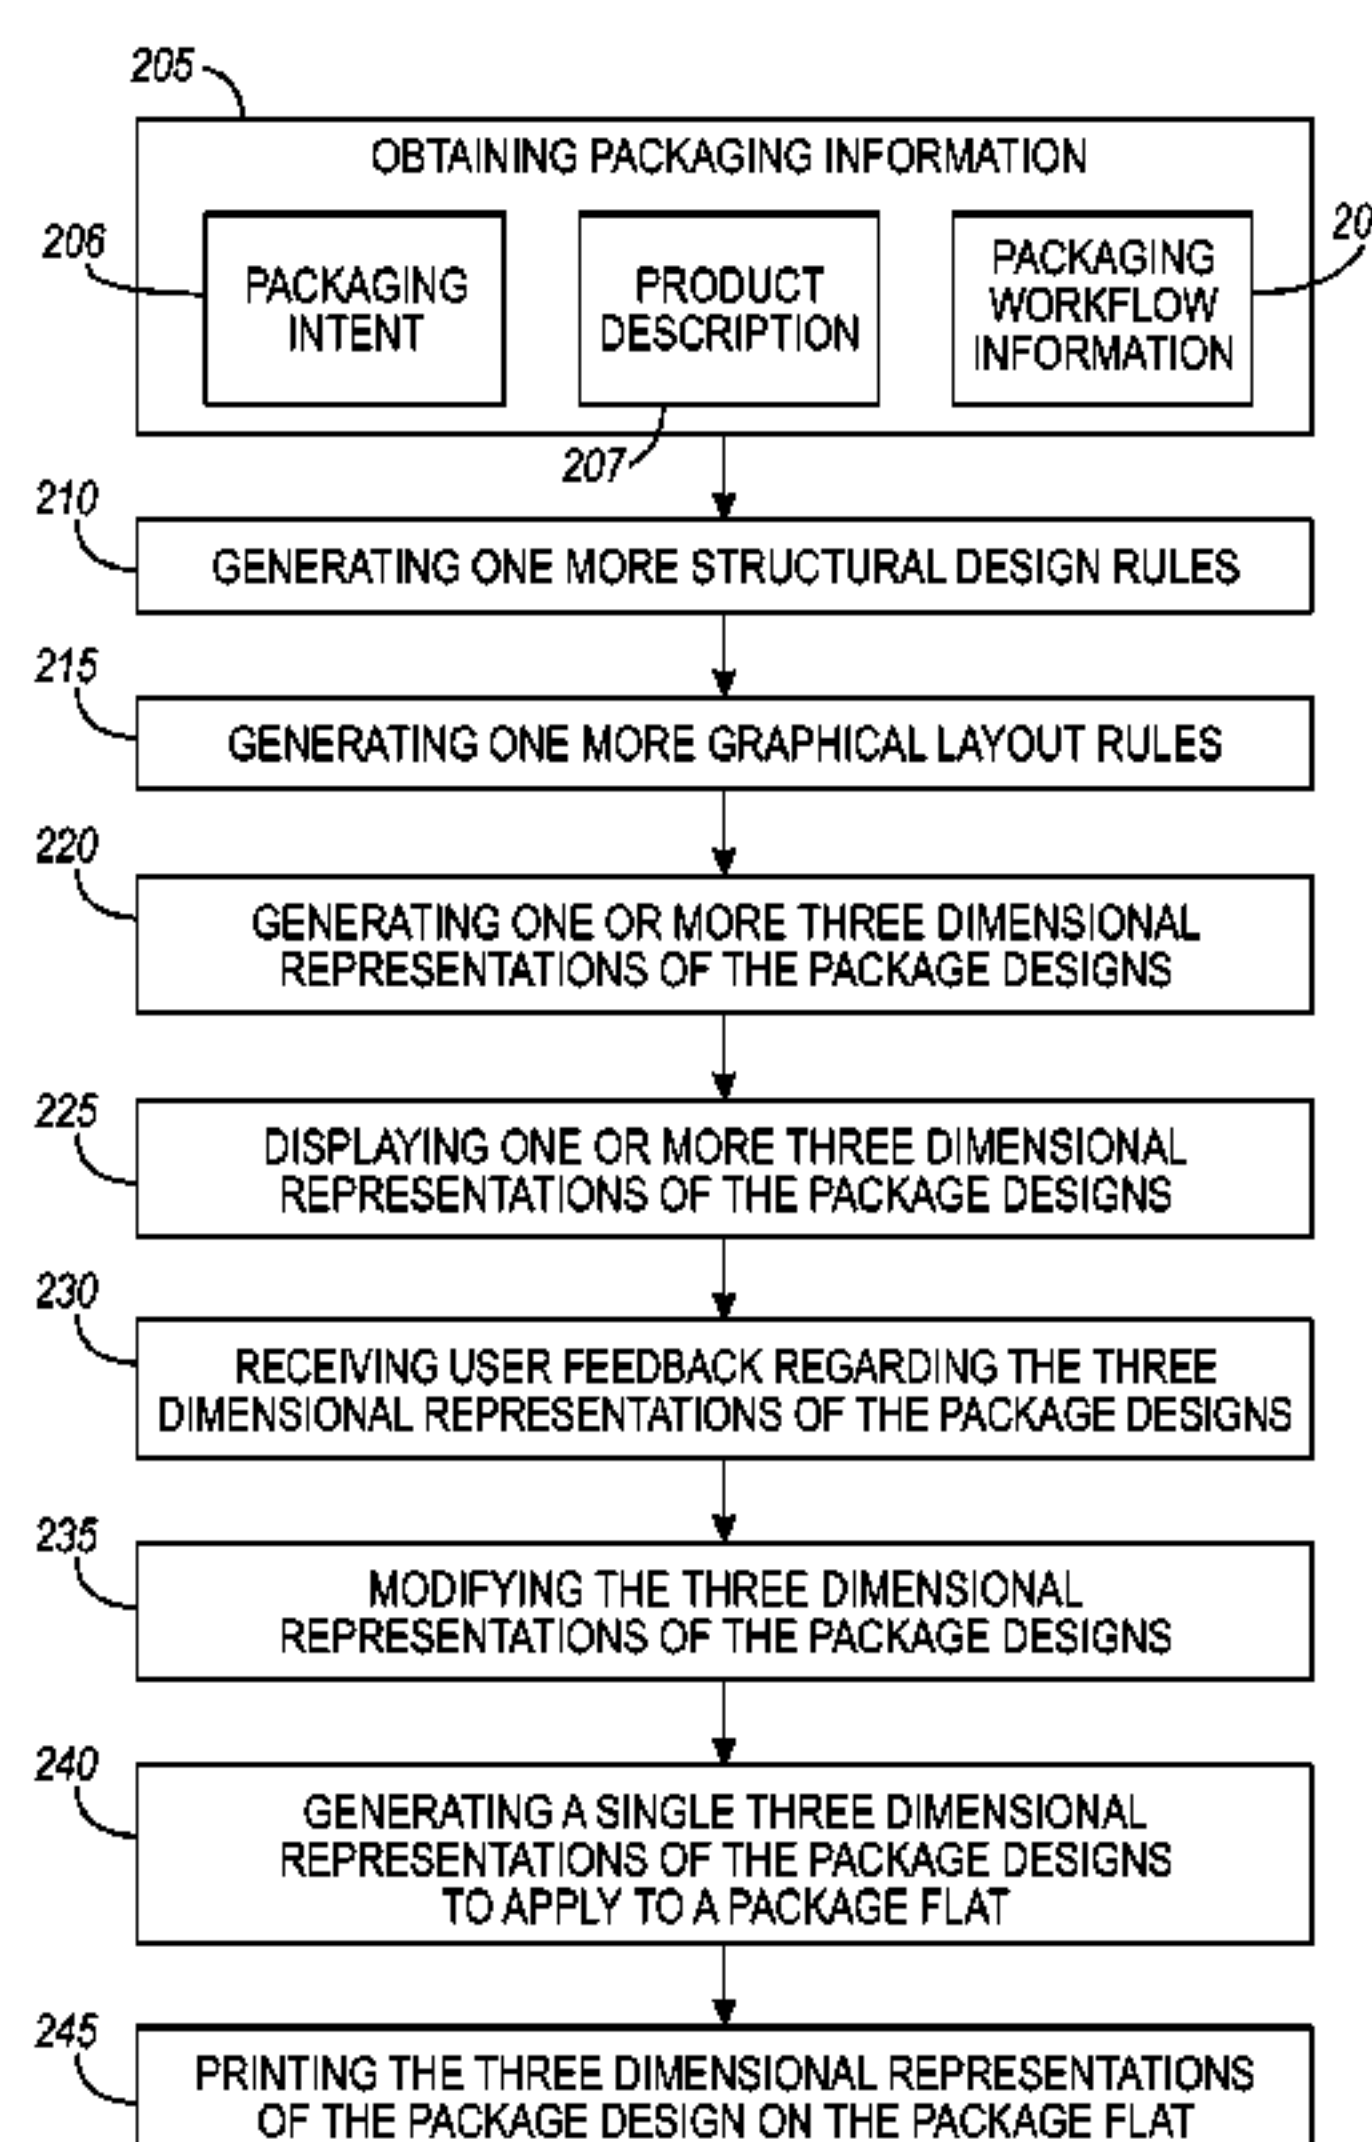 205
OBTAINING PACKAGING INFORMATION
206
PACKAGING
INTENT
PRODUCT
DESCRIPTION
PACKAGING
WORKFLOW
INFORMATION
20
207
210
GENERATING ONE MORE STRUCTURAL DESIGN RULES
215
GENERATING ONE MORE GRAPHICAL LAYOUT RULES
220
GENERATING ONE OR MORE THREE DIMENSIONAL
REPRESENTATIONS OF THE PACKAGE DESIGNS
225
DISPLAYING ONE OR MORE THREE DIMENSIONAL
REPRESENTATIONS OF THE PACKAGE DESIGNS
230
RECEIVING USER FEEDBACK REGARDING THE THREE
DIMENSIONAL REPRESENTATIONS OF THE PACKAGE DESIGNS
235
MODIFYING THE THREE DIMENSIONAL
REPRESENTATIONS OF THE PACKAGE DESIGNS
240
GENERATING A SINGLE THREE DIMENSIONAL
REPRESENTATIONS OF THE PACKAGE DESIGNS
TO APPLY TO A PACKAGE FLAT
245
PRINTING THE THREE DIMENSIONAL REPRESENTATIONS
OF THE PACKAGE DESIGN ON THE PACKAGE FLAT